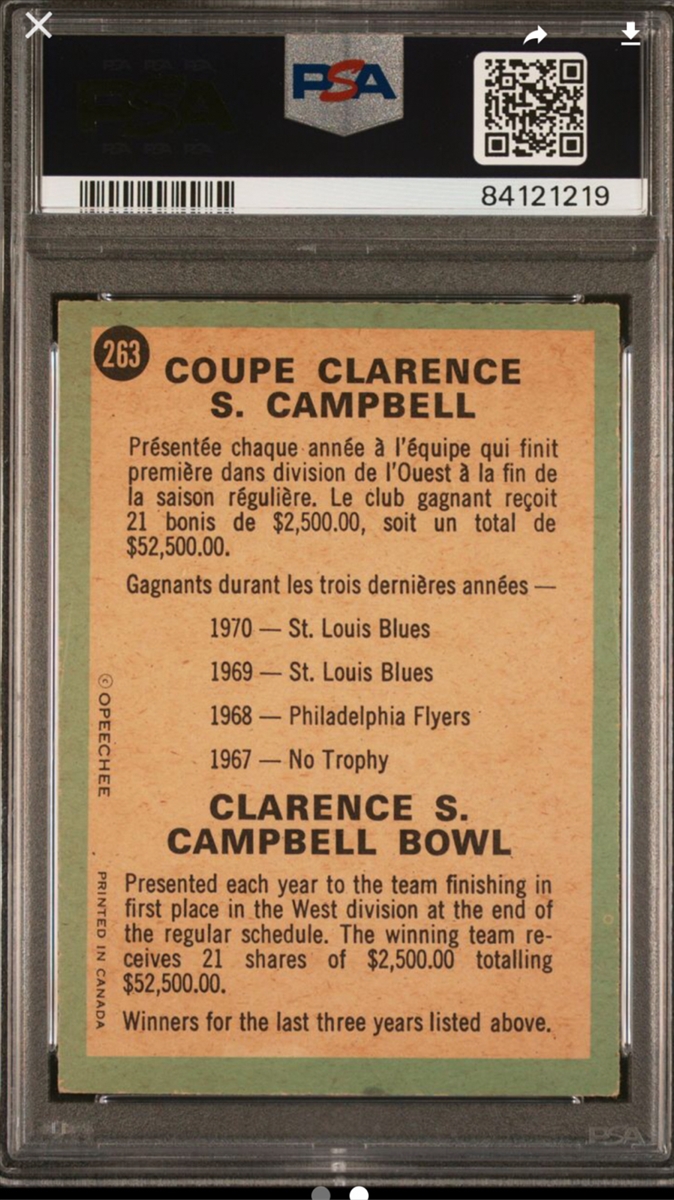 PSA
84121219
263
COUPE CLARENCE
S. CAMPBELL
Présentée chaque année à l'équipe qui finit
première dans division de l'Ouest à la fin de
la saison régulière. Le club gagnant reçoit
21 bonis de $2,500.00, soit un total de
$52,500.00.
Gagnants durant les trois dernières années —
1970 — St. Louis Blues
1969 — St. Louis Blues
1968 — Philadelphia Flyers
1967 — No Trophy
© OPEECHEE
CLARENCE S.
CAMPBELL BOWL
Presented each year to the team finishing in
first place in the West division at the end of
the regular schedule. The winning team re-
ceives 21 shares of $2,500.00 totalling
$52,500.00.
Winners for the last three years listed above.
PRINTED IN CANADA
PSA